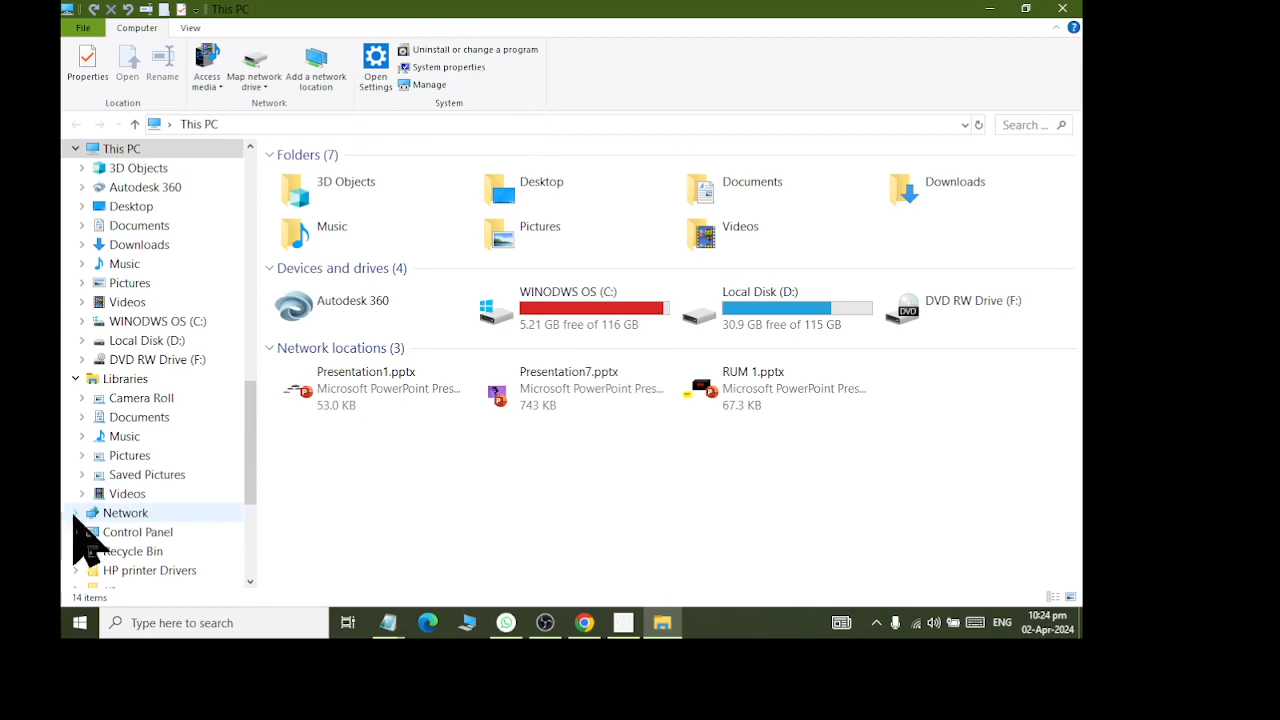 This PC
File
Computer
View
Properties
Open
Rename
Access media
Map network drive
Add a network location
Open Settings
Uninstall or change a program
System properties
Manage
Location
Network
System
This PC
Search ...
This PC
3D Objects
Autodesk 360
Desktop
Documents
Downloads
Music
Pictures
Videos
WINODWS OS (C:)
Local Disk (D:)
DVD RW Drive (F:)
Libraries
Camera Roll
Documents
Music
Pictures
Saved Pictures
Videos
Network
Control Panel
Recycle Bin
HP printer Drivers
Folders (7)
3D Objects
Desktop
Documents
Downloads
Music
Pictures
Videos
Devices and drives (4)
Autodesk 360
WINODWS OS (C:)
5.21 GB free of 116 GB
Local Disk (D:)
30.9 GB free of 115 GB
DVD RW Drive (F:)
DVD
Network locations (3)
Presentation1.pptx
Microsoft PowerPoint Pres...
53.0 KB
Presentation7.pptx
Microsoft PowerPoint Pres...
743 KB
RUM 1.pptx
Microsoft PowerPoint Pres...
67.3 KB
14 items
Type here to search
ENG
10:24 pm
02-Apr-2024